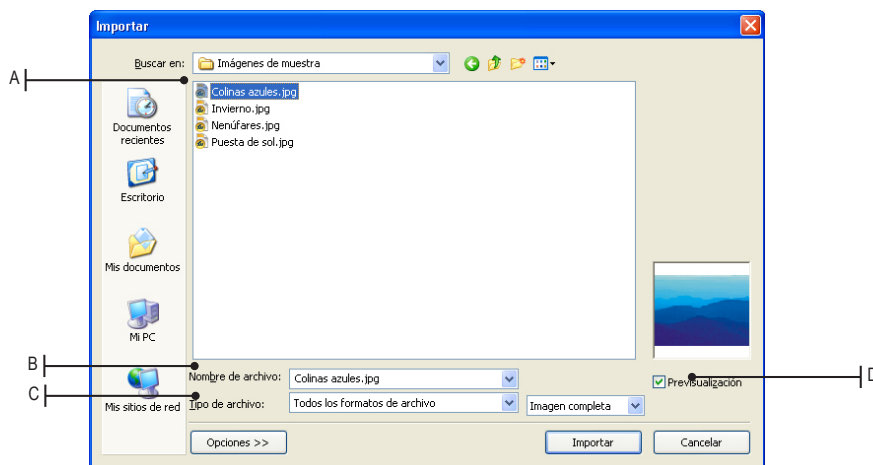 Importar
Buscar en: Imágenes de muestra
A
Colinas azules.jpg
Invierno.jpg
Nenúfares.jpg
Puesta de sol.jpg
Documentos
recientes
Escritorio
Mis documentos
Mi PC
Mis sitios de red
B
Nombre de archivo: Colinas azules.jpg
Previsualización
D
C
Tipo de archivo: Todos los formatos de archivo
Imagen completa
Opciones >>
Importar
Cancelar